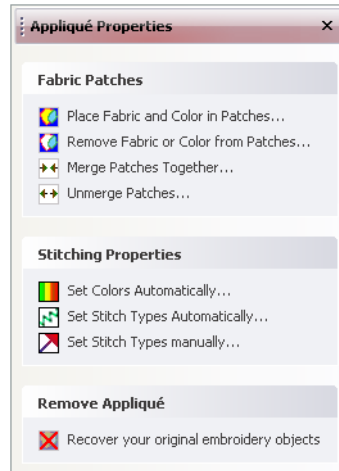 Appliqué Properties
Fabric Patches
Place Fabric and Color in Patches...
Remove Fabric or Color from Patches...
Merge Patches Together...
Unmerge Patches...
Stitching Properties
Set Colors Automatically...
Set Stitch Types Automatically...
Set Stitch Types manually...
Remove Appliqué
Recover your original embroidery objects